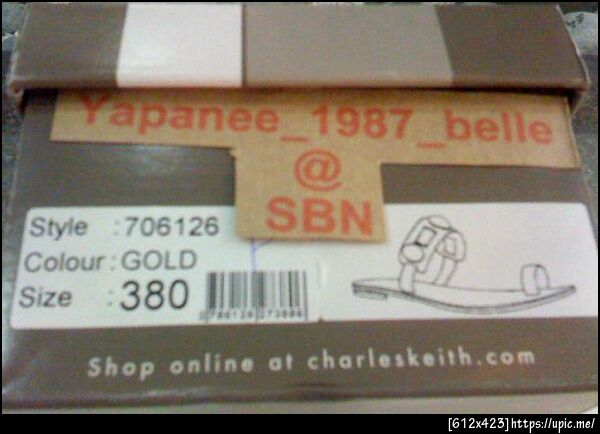 Yapanee_1987_belle
@
SBN
Style : 706126
Colour : GOLD
Size : 380
Shop online at charleskeith.com
[612x423]https://upic.me/